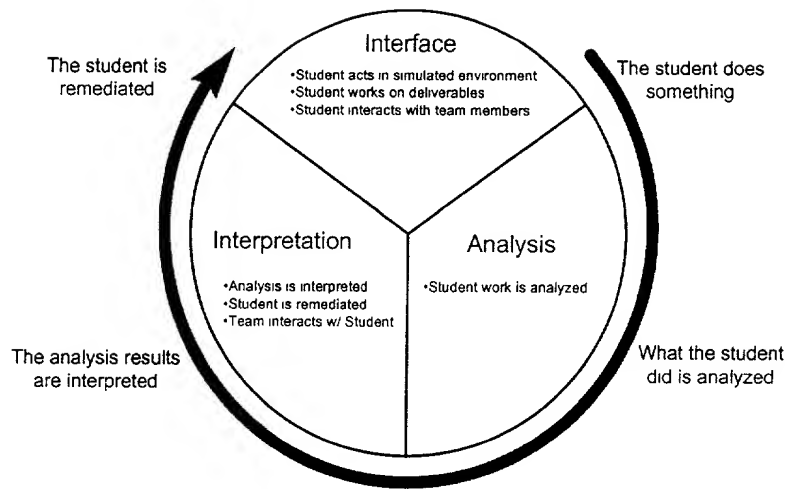 Interface
•Student acts in simulated environment
•Student works on deliverables
•Student interacts with team members
The student is
remediated
The student does
something
Interpretation
•Analysis is interpreted
•Student is remediated
•Team interacts w/ Student
Analysis
•Student work is analyzed
The analysis results
are interpreted
What the student
did is analyzed